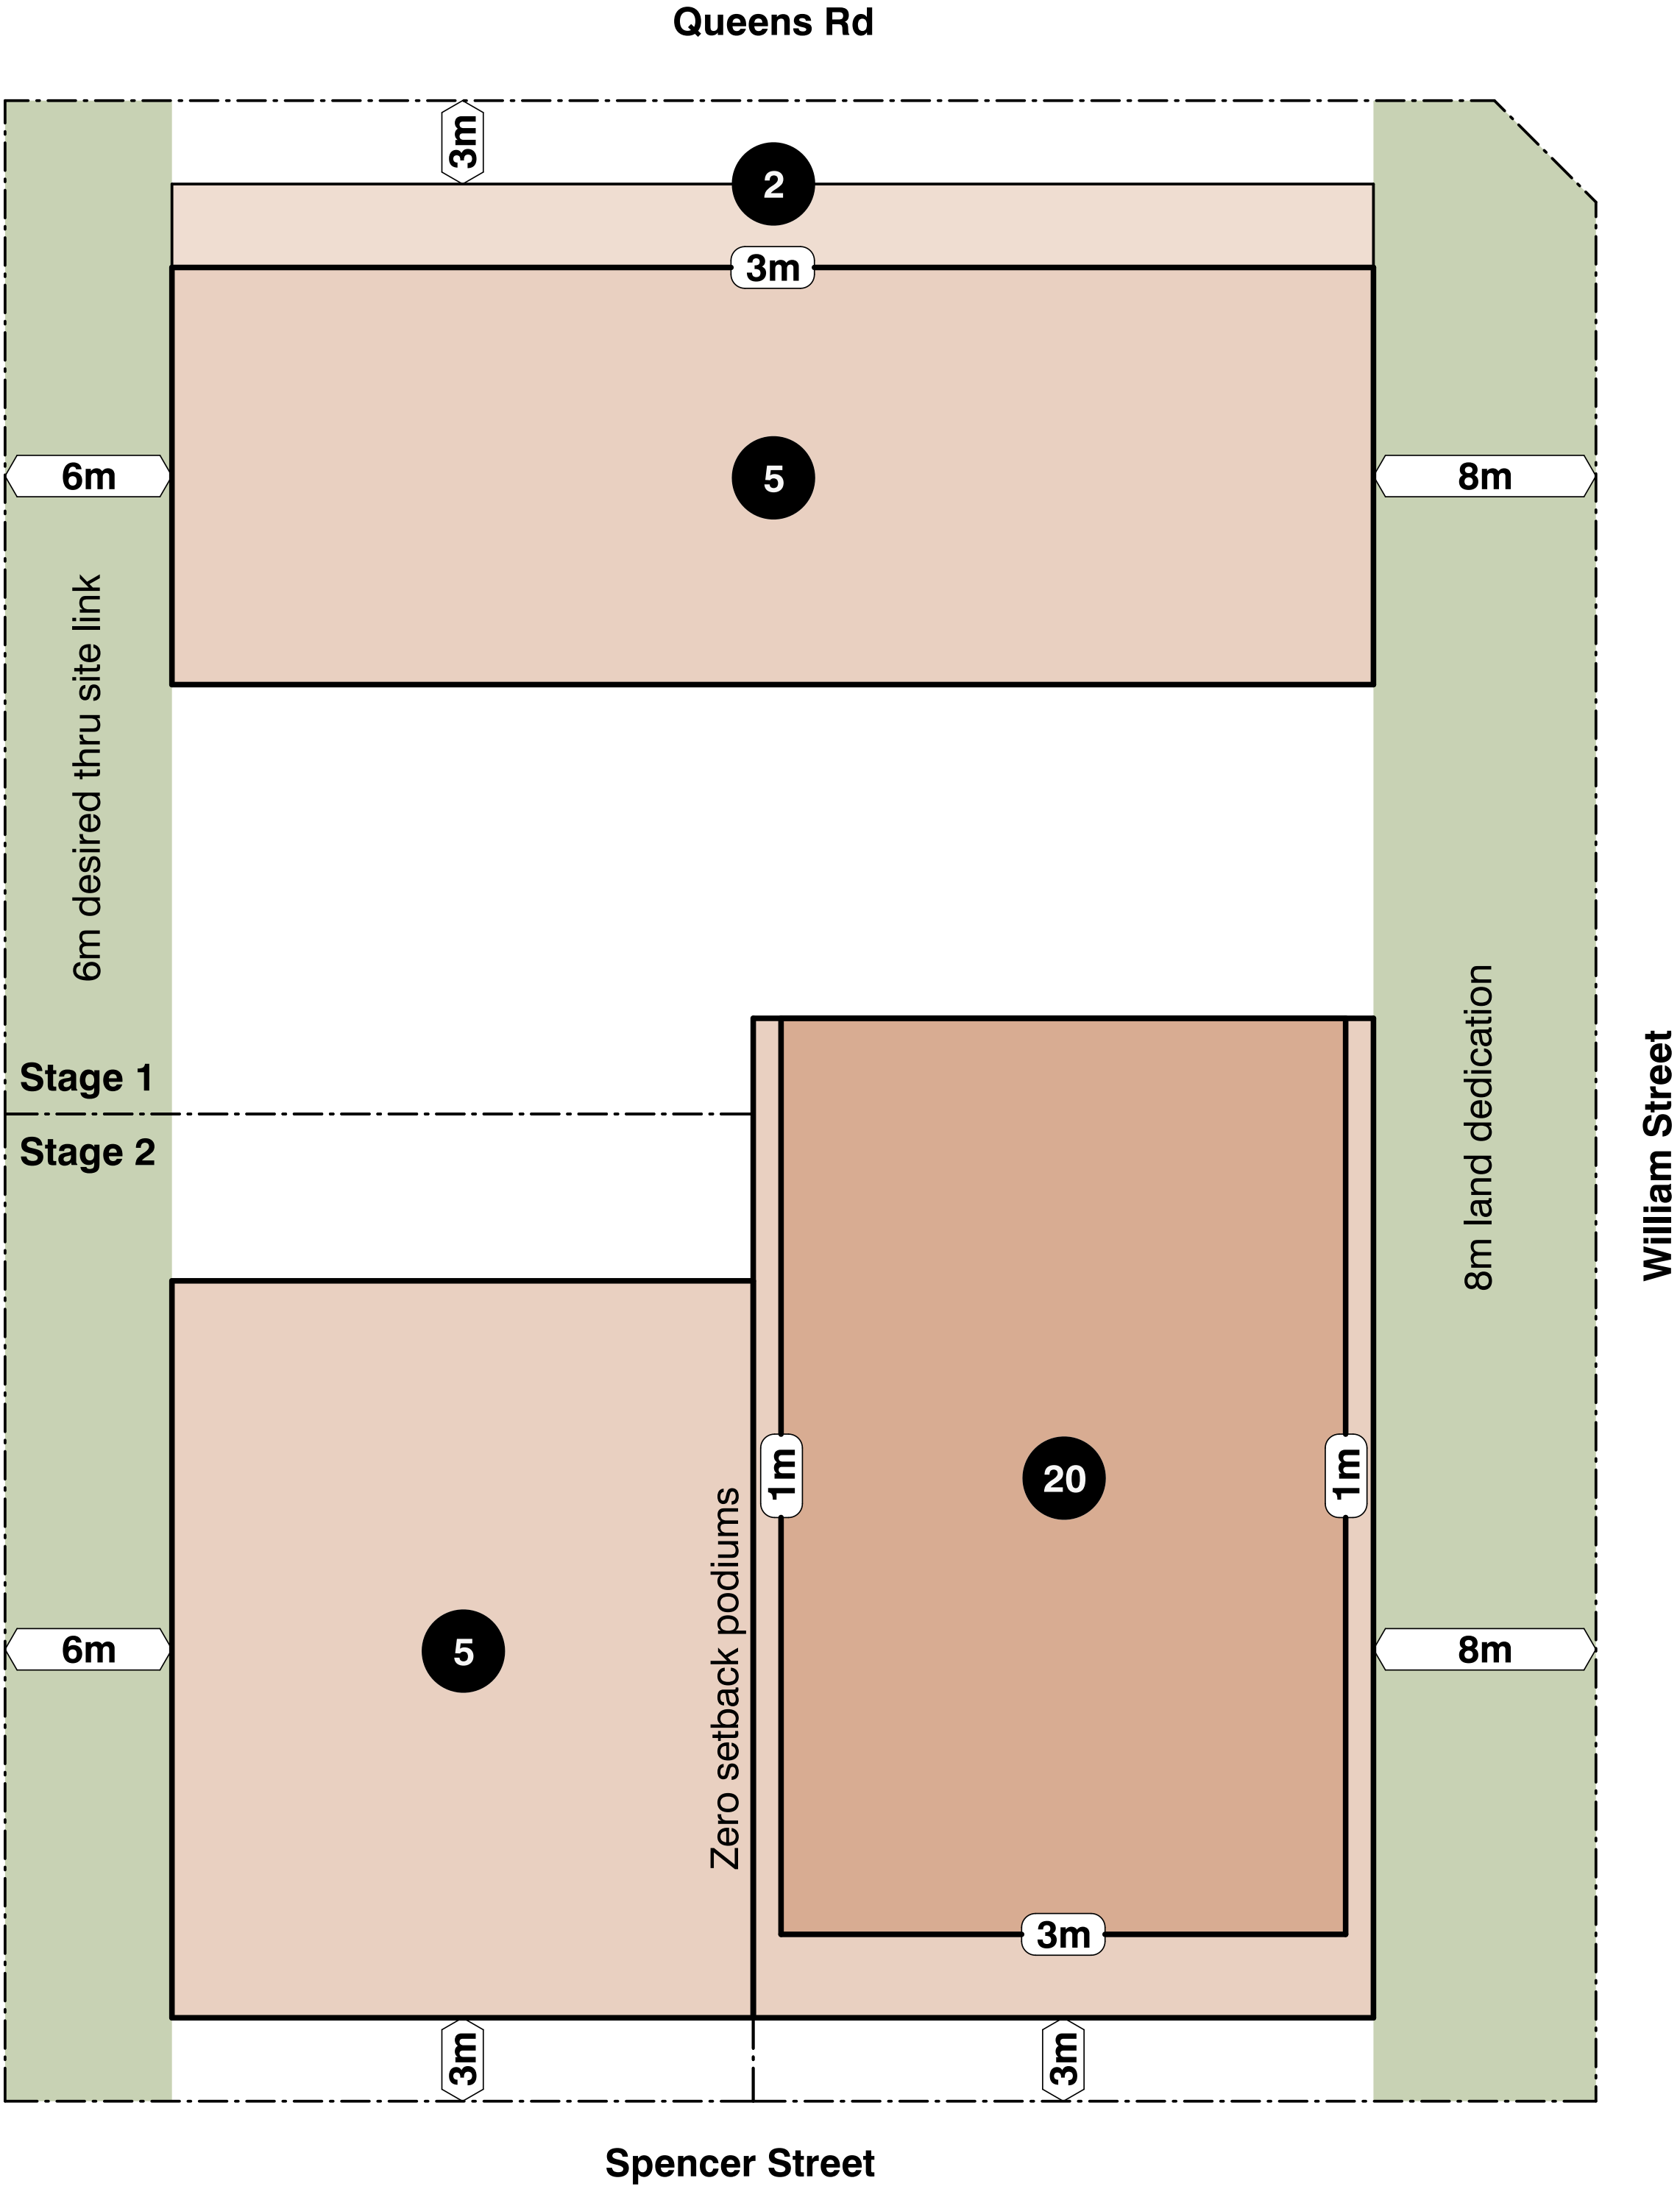 Queens Rd
3m
2
3m
6m
5
8m
6m desired thru site link
8m land dedication
William Street
Stage 1
Stage 2
1m
20
1m
Zero setback podiums
6m
5
8m
3m
3m
3m
Spencer Street